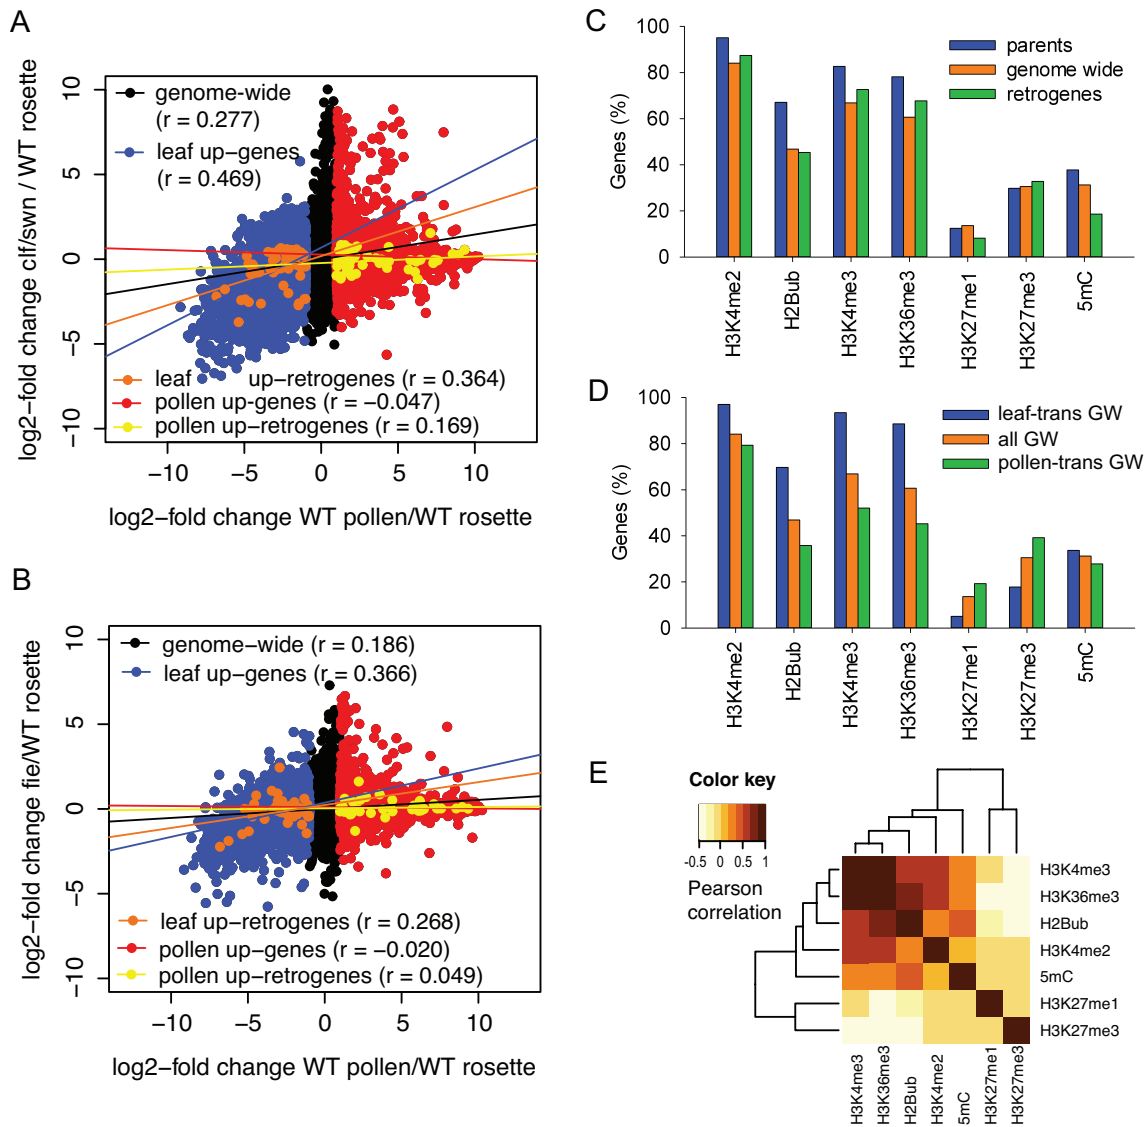 A
log2−fold change clf/swn / WT rosette
10
5
0
−5
−10
genome−wide
(r = 0.277)
leaf up−genes
(r = 0.469)
leaf up−retrogenes (r = 0.364)
pollen up-genes (r = −0.047)
pollen up−retrogenes (r = 0.169)
−10 −5 0 5 10
log2−fold change WT pollen/WT rosette
B
log2−fold change fie/WT rosette
10
5
0
−5
−10
genome−wide (r = 0.186)
leaf up−genes (r = 0.366)
leaf up−retrogenes (r = 0.268)
pollen up−genes (r = −0.020)
pollen up−retrogenes (r = 0.049)
−10 −5 0 5 10
log2−fold change WT pollen/WT rosette
C
Genes (%)
100
80
60
40
20
0
parents
genome wide
retrogenes
H3K4me2
H2Bub
H3K4me3
H3K36me3
H3K27me1
H3K27me3
5mC
D
Genes (%)
100
80
60
40
20
0
leaf-trans GW
all GW
pollen-trans GW
H3K4me2
H2Bub
H3K4me3
H3K36me3
H3K27me1
H3K27me3
5mC
E
Color key
-0.5 0 0.5 1
Pearson
correlation
H3K4me3
H3K36me3
H2Bub
H3K4me2
5mC
H3K27me1
H3K27me3
H3K4me3
H3K36me3
H2Bub
H3K4me2
5mC
H3K27me1
H3K27me3